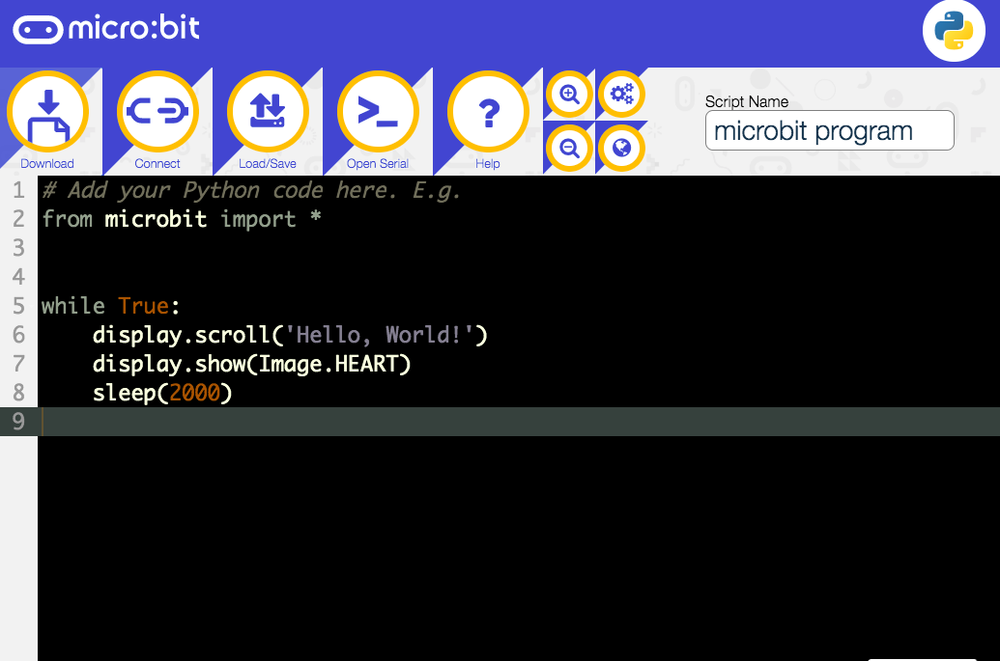 micro:bit
Download
Connect
Load/Save
Open Serial
Help
?
>_
Script Name
microbit program
1 # Add your Python code here. E.g.
2 from microbit import *
3
4
5 while True:
6     display.scroll('Hello, World!')
7     display.show(Image.HEART)
8     sleep(2000)
9